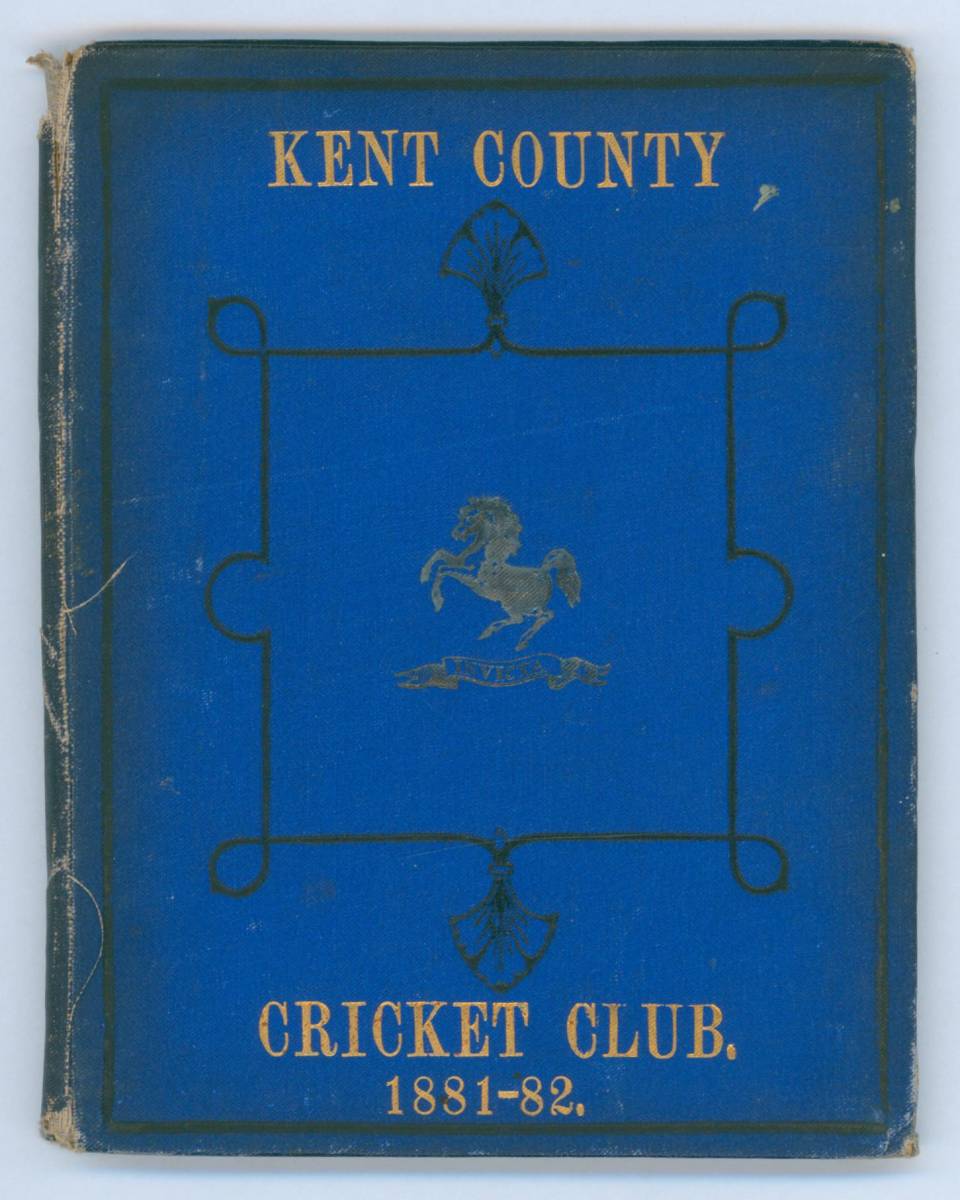 KENT COUNTY
INVICTA
CRICKET CLUB.
1881-82.